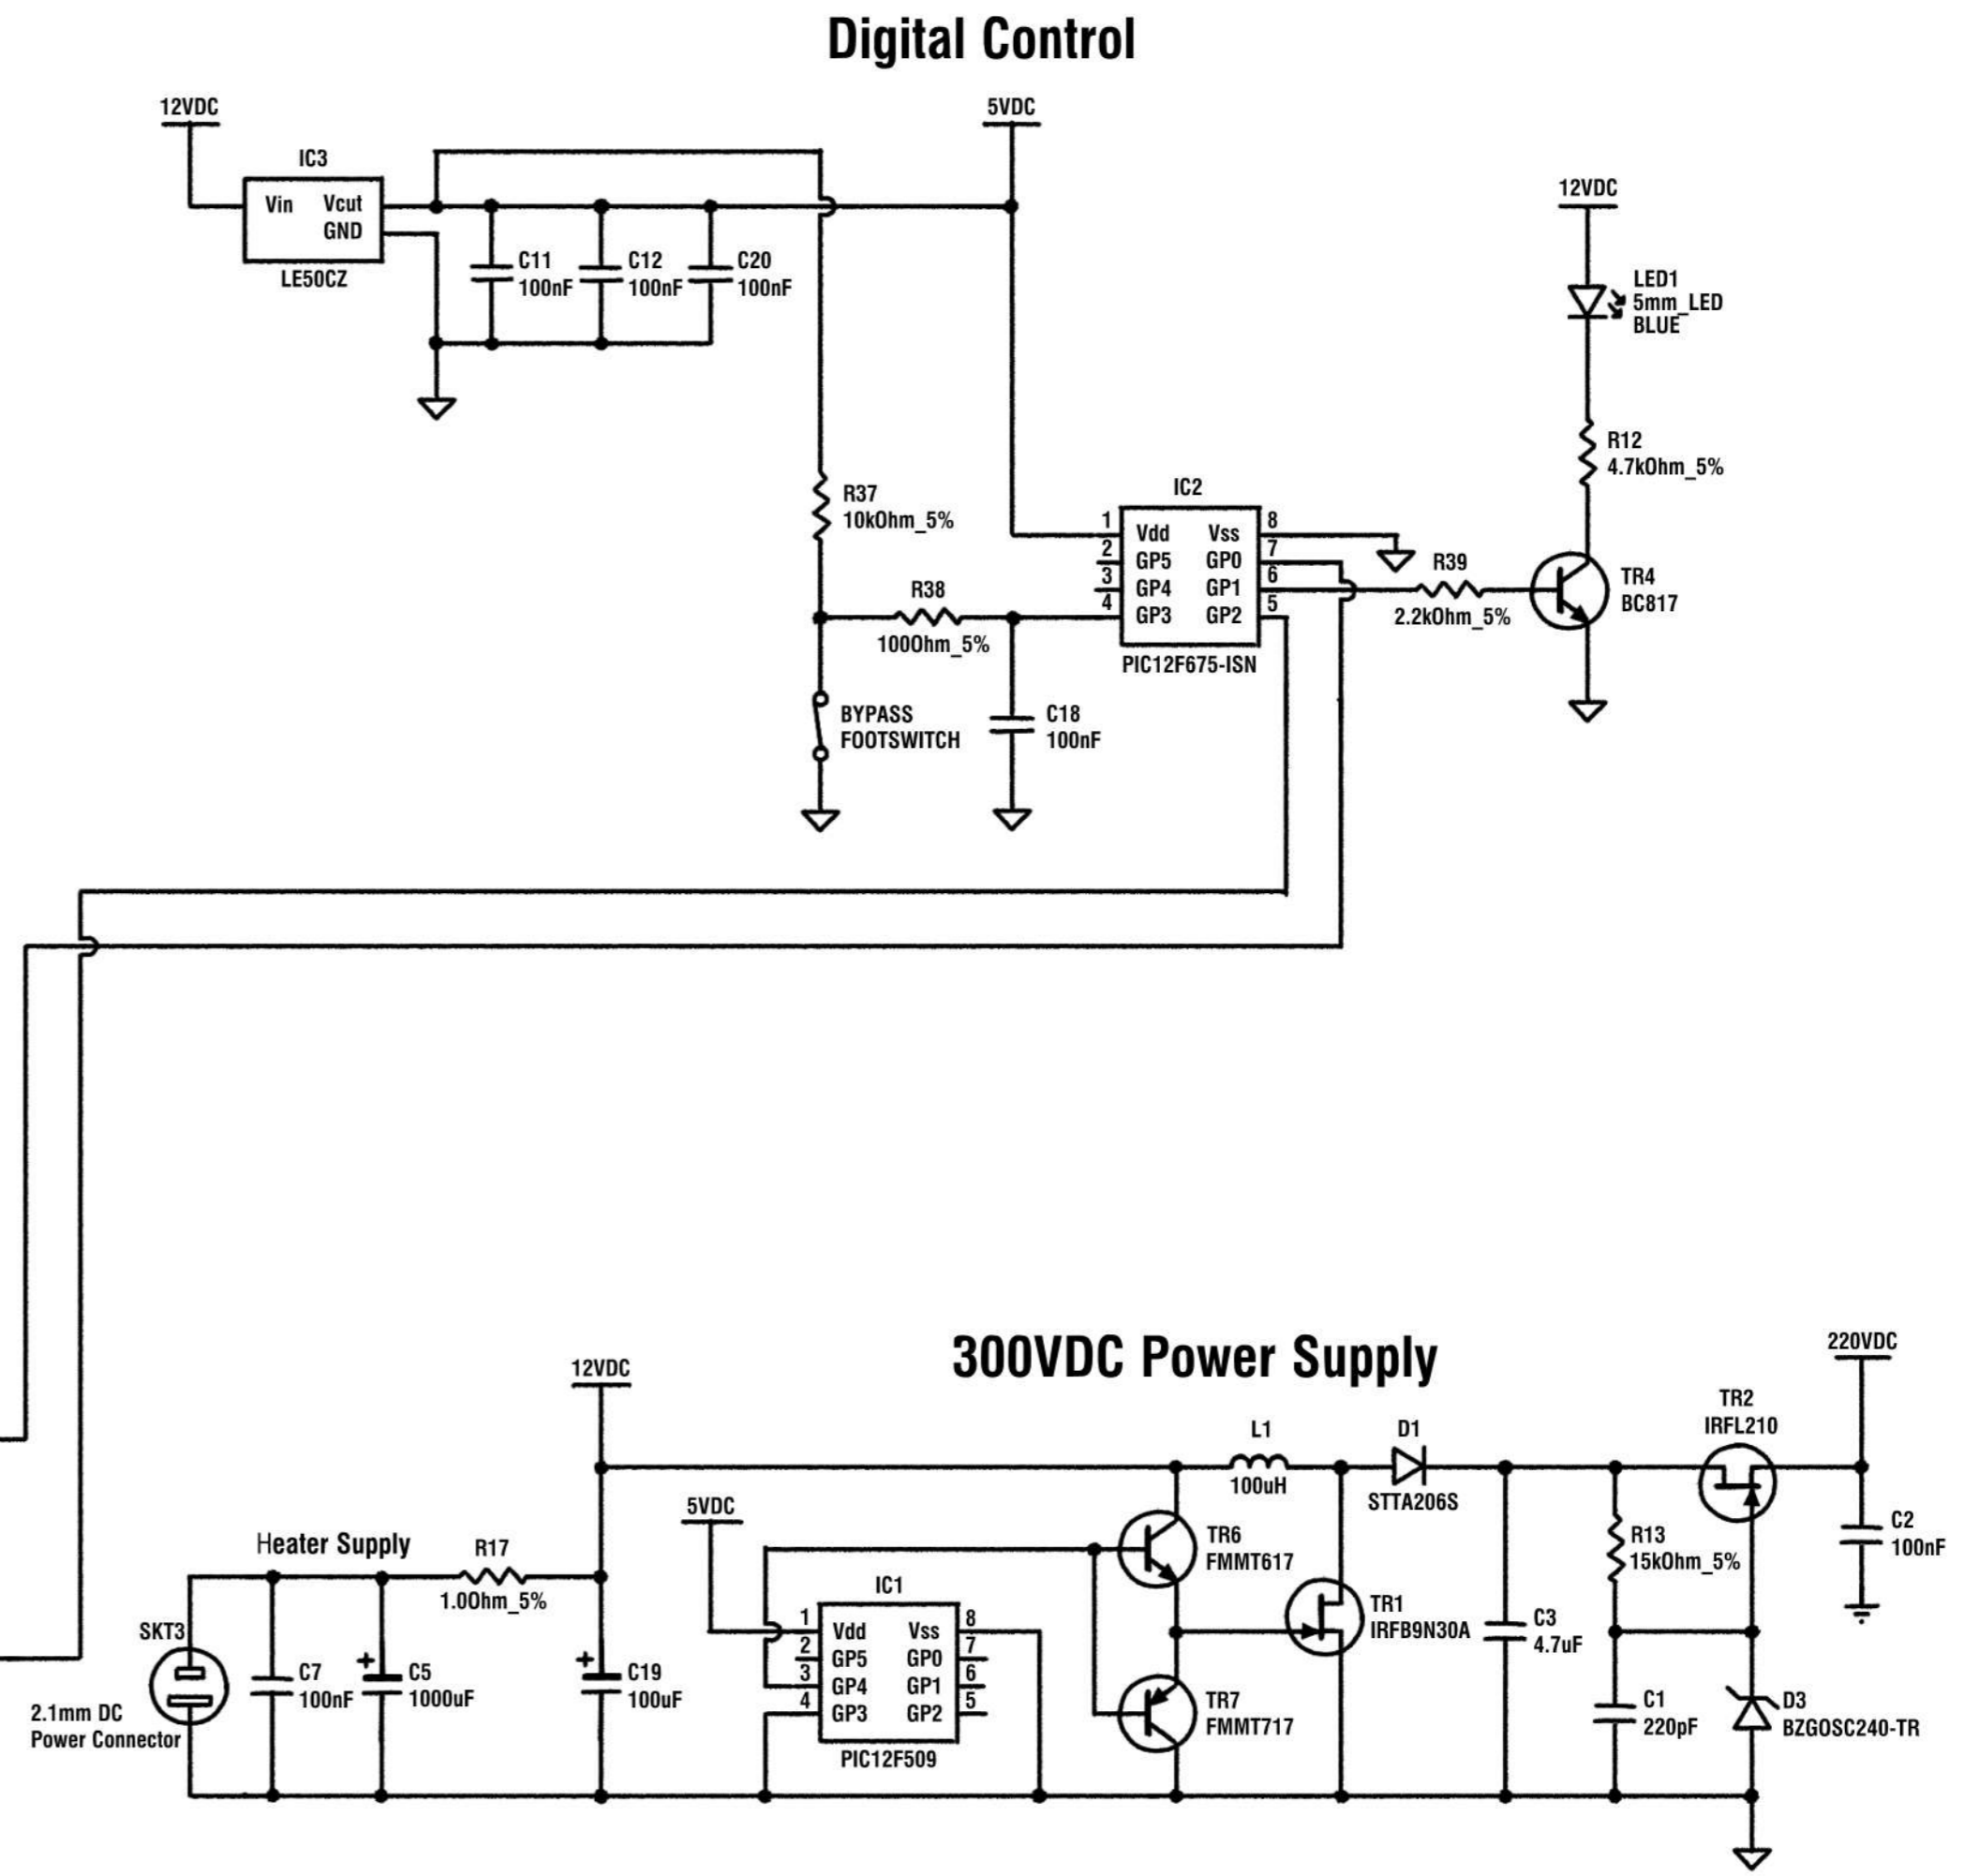 Digital Control
12VDC
5VDC
IC3
Vin
Vcut
GND
LE50CZ
C11
100nF
C12
100nF
C20
100nF
12VDC
LED1
5mm_LED
BLUE
R12
4.7kOhm_5%
R37
10kOhm_5%
IC2
1
2
3
4
Vdd
GP5
GP4
GP3
Vss
GP0
GP1
GP2
8
7
6
5
PIC12F675-ISN
R39
2.2kOhm_5%
TR4
BC817
R38
100Ohm_5%
BYPASS
FOOTSWITCH
C18
100nF
300VDC Power Supply
12VDC
220VDC
TR2
IRFL210
L1
100uH
D1
STTA206S
5VDC
Heater Supply
R17
1.0Ohm_5%
TR6
FMMT617
R13
15kOhm_5%
C2
100nF
IC1
1
2
3
4
Vdd
GP5
GP4
GP3
Vss
GP0
GP1
GP2
8
7
6
5
PIC12F509
TR1
IRFB9N30A
C3
4.7uF
SKT3
2.1mm DC
Power Connector
C7
100nF
+
C5
1000uF
+
C19
100uF
TR7
FMMT717
C1
220pF
D3
BZGOSC240-TR